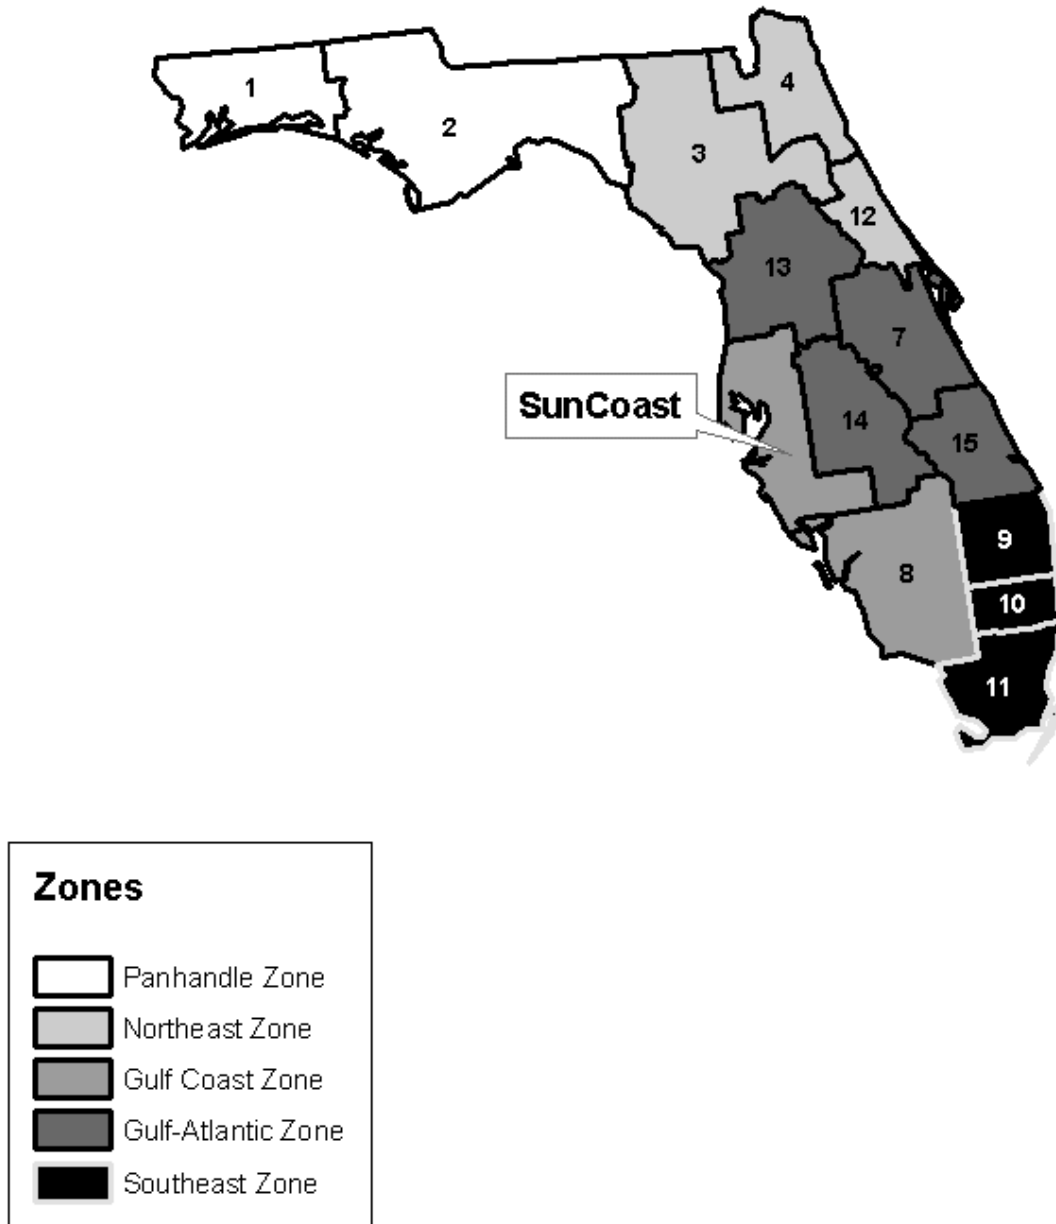 1
2
3
4
12
13
7
SunCoast
14
15
9
8
10
11
Zones
Panhandle Zone
Northeast Zone
Gulf Coast Zone
Gulf-Atlantic Zone
Southeast Zone